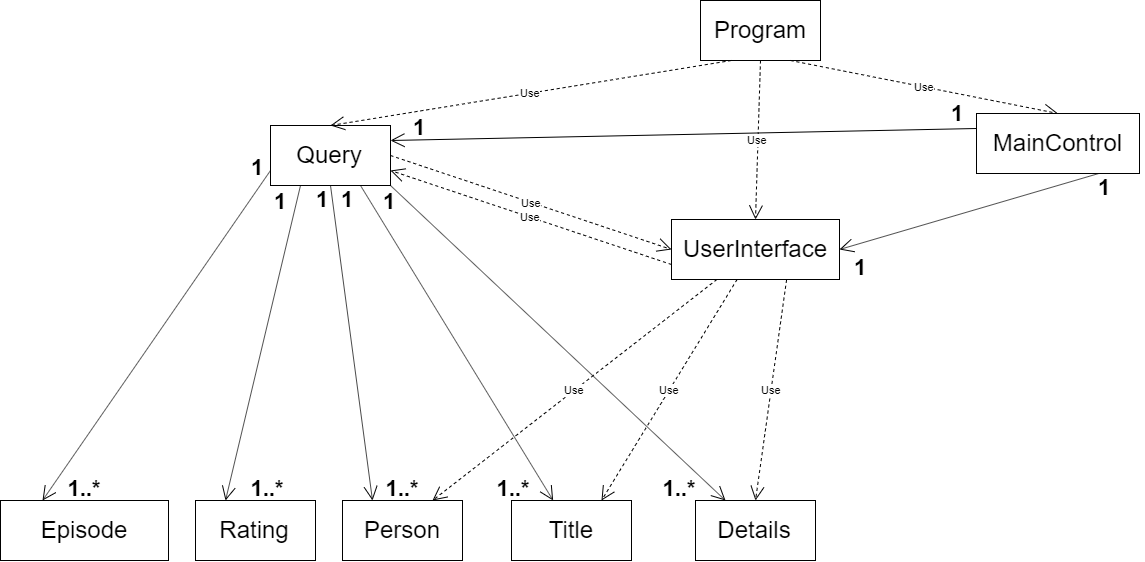 Program
Use
Use
1
1
Use
MainControl
Query
1
1
1
1
1
1
1
Use
Use
UserInterface
1
Use
Use
Use
1..*
1..*
1..*
1..*
1..*
Episode
Rating
Person
Title
Details